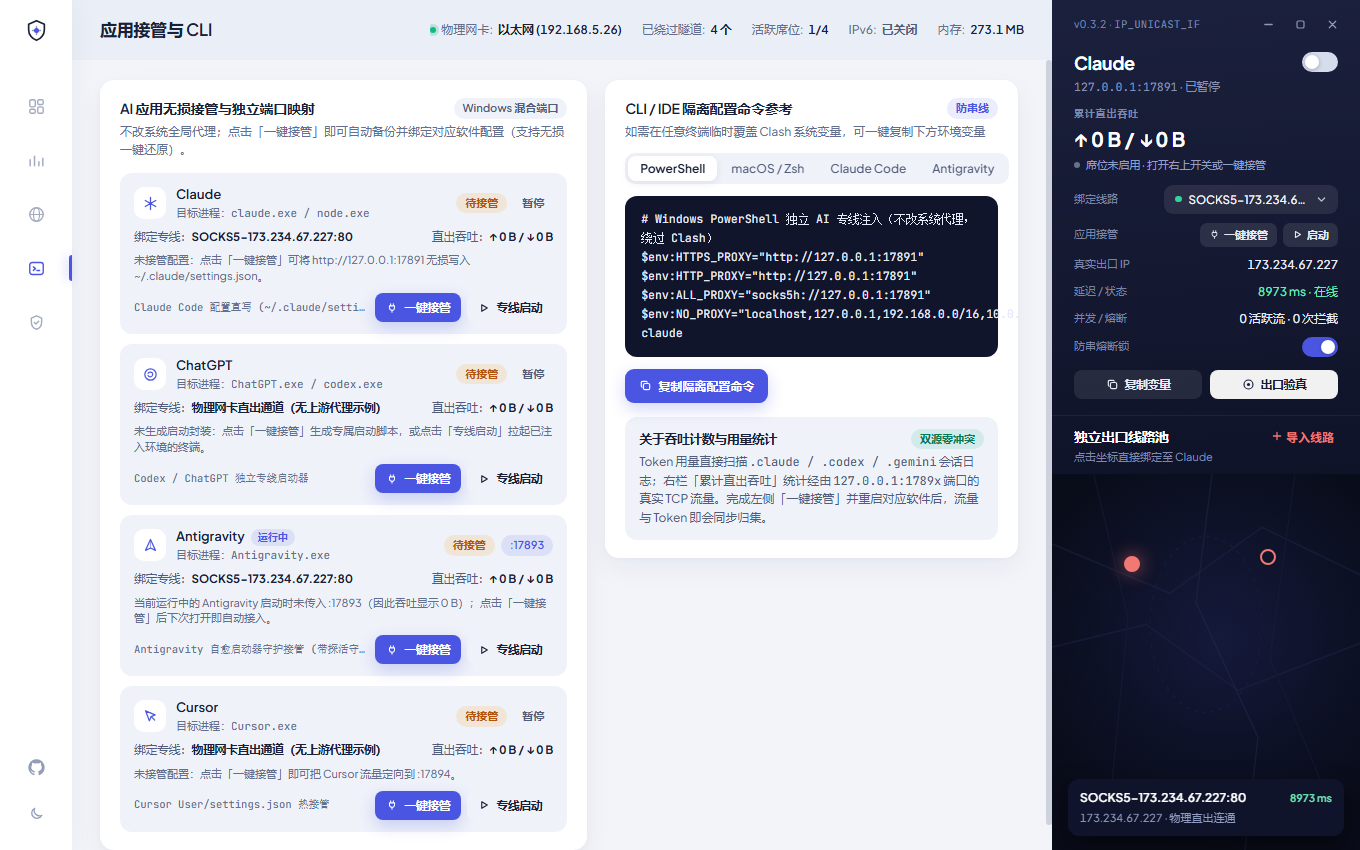 应用接管与 CLI
物理网卡: 以太网 (192.168.5.26) 已绕过隧道: 4 个 活跃席位: 1/4 IPv6: 已关闭 内存: 273.1 MB
AI 应用无损接管与独立端口映射
Windows 混合端口
不改系统全局代理；点击「一键接管」即可自动备份并绑定对应软件配置（支持无损
一键还原）。
Claude
目标进程: claude.exe / node.exe
待接管 暂停
绑定专线: SOCKS5-173.234.67.227:80 直出吞吐: ↑ 0 B / ↓ 0 B
未接管配置：点击「一键接管」可将 http://127.0.0.1:17891 无损写入
~/.claude/settings.json。
Claude Code 配置直写 (~/.claude/setti… 一键接管 专线启动
ChatGPT
目标进程: ChatGPT.exe / codex.exe
待接管 暂停
绑定专线: 物理网卡直出通道（无上游代理示例） 直出吞吐: ↑ 0 B / ↓ 0 B
未生成启动封装：点击「一键接管」生成专属启动脚本，或点击「专线启动」拉起已注
入环境的终端。
Codex / ChatGPT 独立专线启动器 一键接管 专线启动
Antigravity 运行中
目标进程: Antigravity.exe
待接管 :17893
绑定专线: SOCKS5-173.234.67.227:80 直出吞吐: ↑ 0 B / ↓ 0 B
当前运行中的 Antigravity 启动时未传入 :17893（因此吞吐显示 0 B）；点击「一键接
管」后下次打开即自动接入。
Antigravity 自愈启动器守护接管 (带探活守… 一键接管 专线启动
Cursor
目标进程: Cursor.exe
待接管 暂停
绑定专线: 物理网卡直出通道（无上游代理示例） 直出吞吐: ↑ 0 B / ↓ 0 B
未接管配置：点击「一键接管」即可把 Cursor 流量定向到 :17894。
Cursor User/settings.json 热接管 一键接管 专线启动
CLI / IDE 隔离配置命令参考
防串线
如需在任意终端临时覆盖 Clash 系统变量，可一键复制下方环境变量
PowerShell macOS / Zsh Claude Code Antigravity
# Windows PowerShell 独立 AI 专线注入（不改系统代理，
绕过 Clash）
$env:HTTPS_PROXY="http://127.0.0.1:17891"
$env:HTTP_PROXY="http://127.0.0.1:17891"
$env:ALL_PROXY="socks5h://127.0.0.1:17891"
$env:NO_PROXY="localhost,127.0.0.1,192.168.0.0/16,10.0.
claude
复制隔离配置命令
关于吞吐计数与用量统计
双源零冲突
Token 用量直接扫描 .claude / .codex / .gemini 会话日
志；右栏「累计直出吞吐」统计经由 127.0.0.1:1789x 端口的
真实 TCP 流量。完成左侧「一键接管」并重启对应软件后，流量
与 Token 即会同步归集。
v0.3.2 · IP_UNICAST_IF
Claude
127.0.0.1:17891 · 已暂停
累计直出吞吐
↑ 0 B / ↓ 0 B
席位未启用 · 打开右上开关或一键接管
绑定线路 SOCKS5-173.234.6…
应用接管 一键接管 启动
真实出口 IP 173.234.67.227
延迟 / 状态 8973 ms · 在线
并发 / 熔断 0 活跃流 · 0 次拦截
防串熔断锁
复制变量 出口验真
独立出口线路池 + 导入线路
点击坐标直接绑定至 Claude
SOCKS5-173.234.67.227:80 8973 ms
173.234.67.227 · 物理直出连通